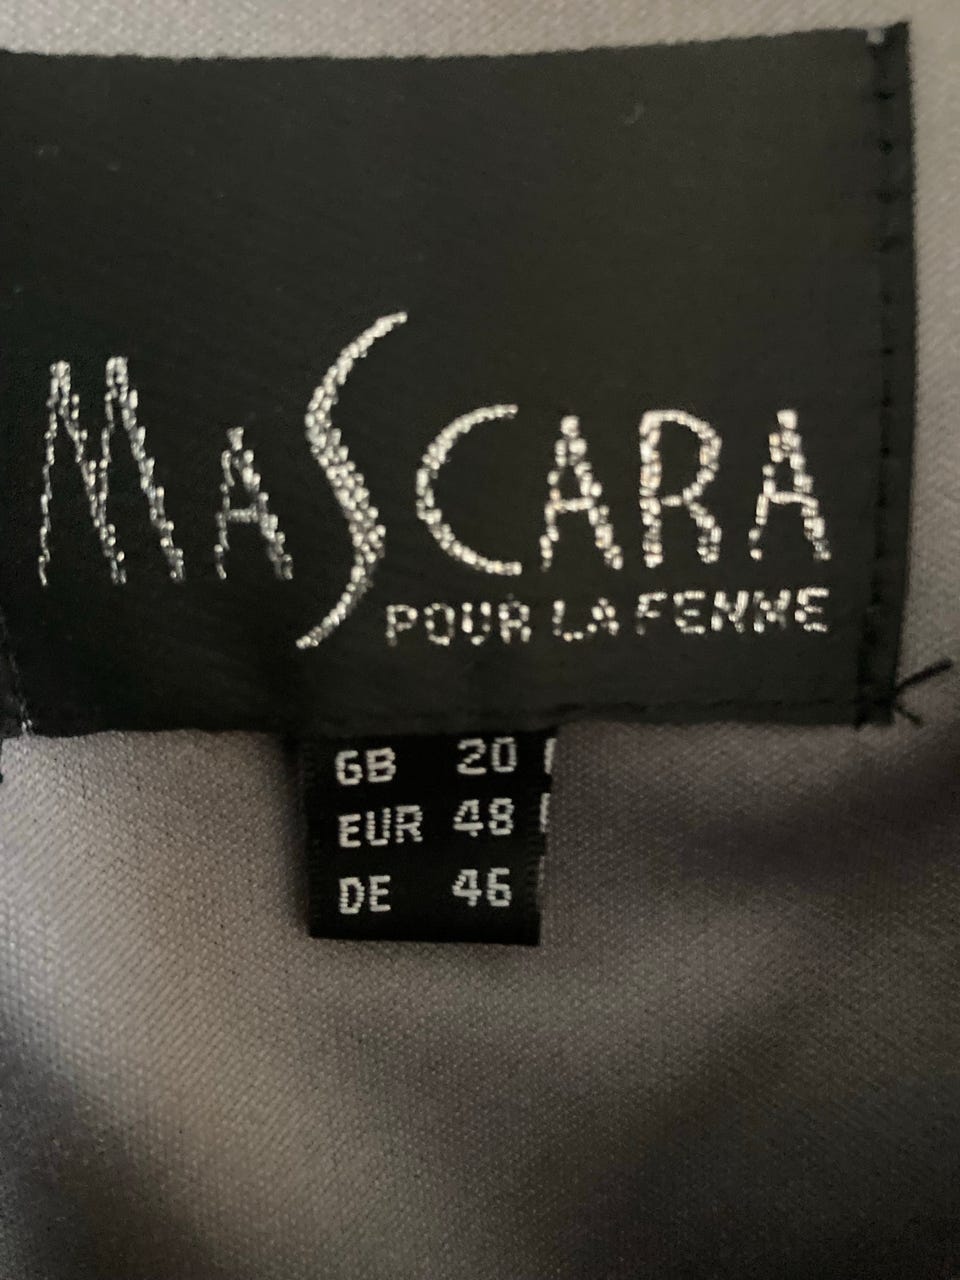 MASCARA
POUR LA FEMME
GB 20
EUR 48
DE 46